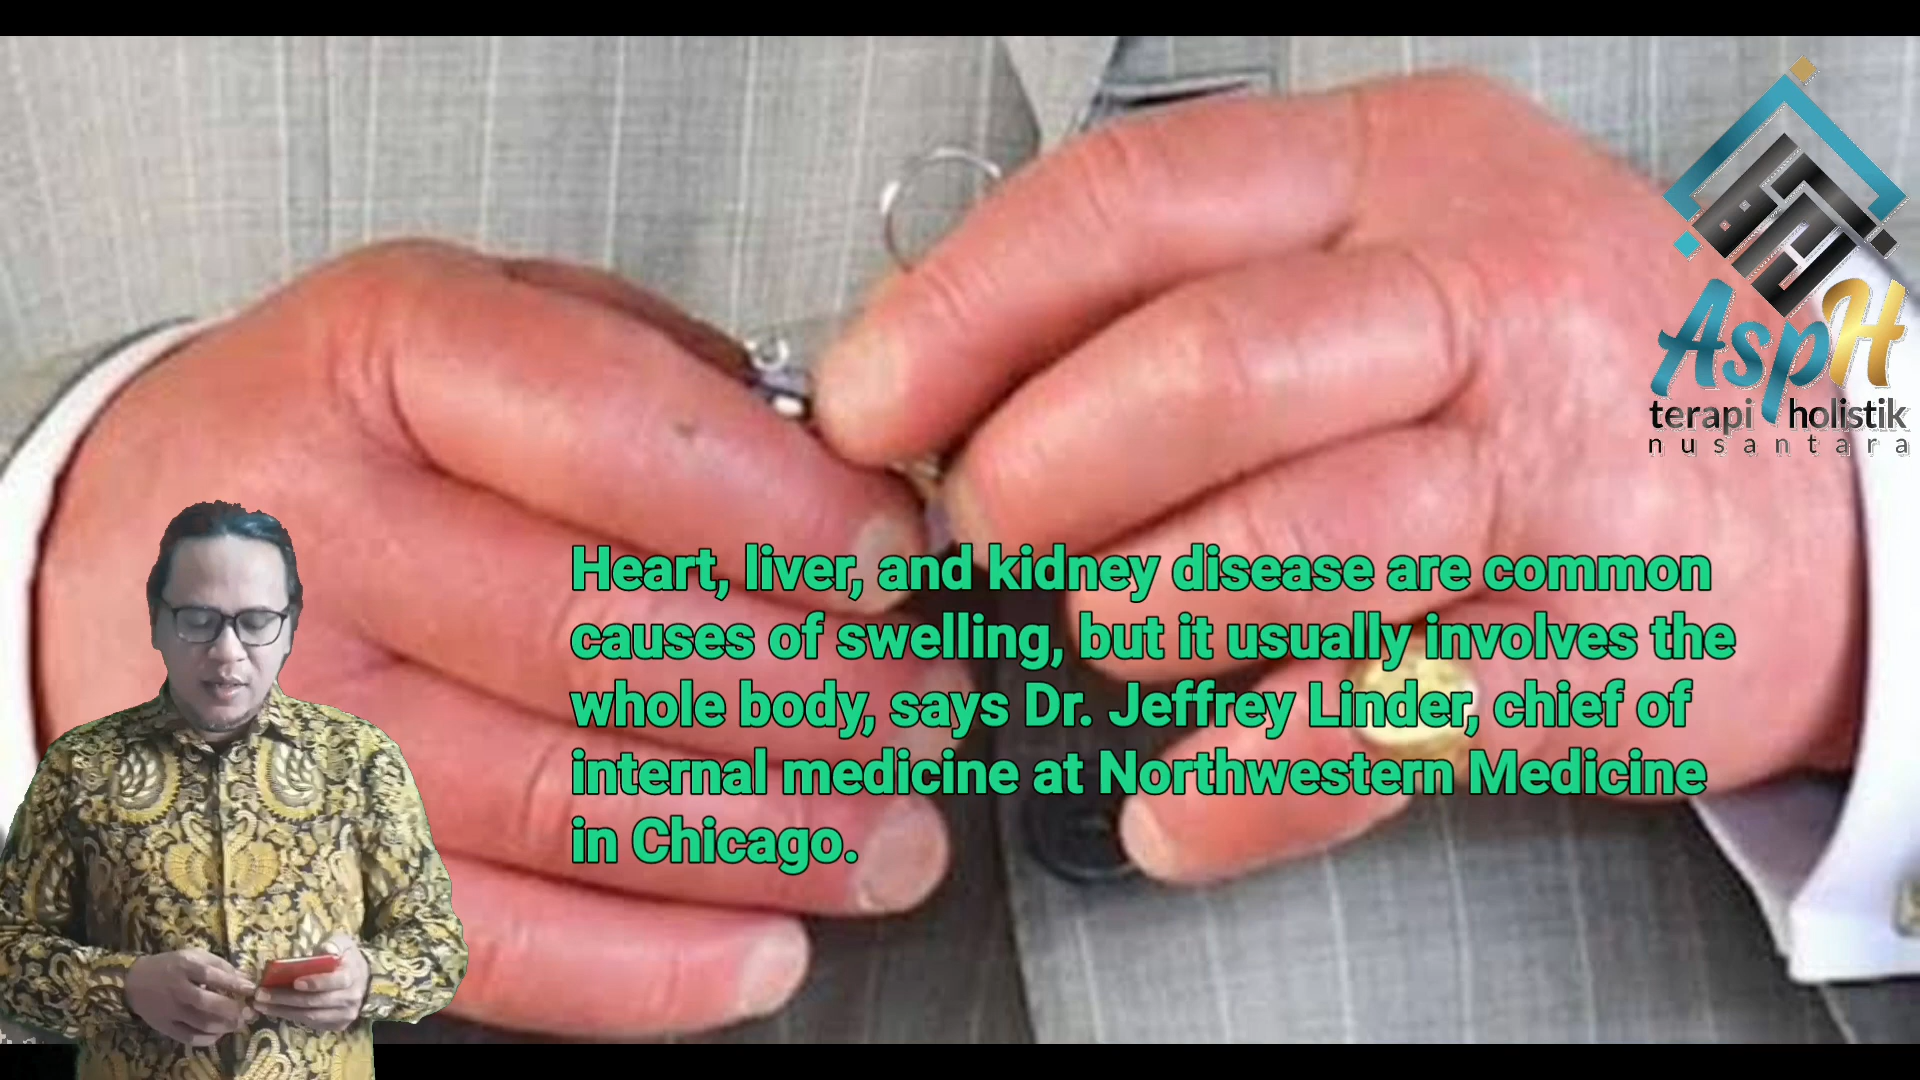 AspH
terapi holistik
nusantara
Heart, liver, and kidney disease are common
causes of swelling, but it usually involves the
whole body, says Dr. Jeffrey Linder, chief of
internal medicine at Northwestern Medicine
in Chicago.